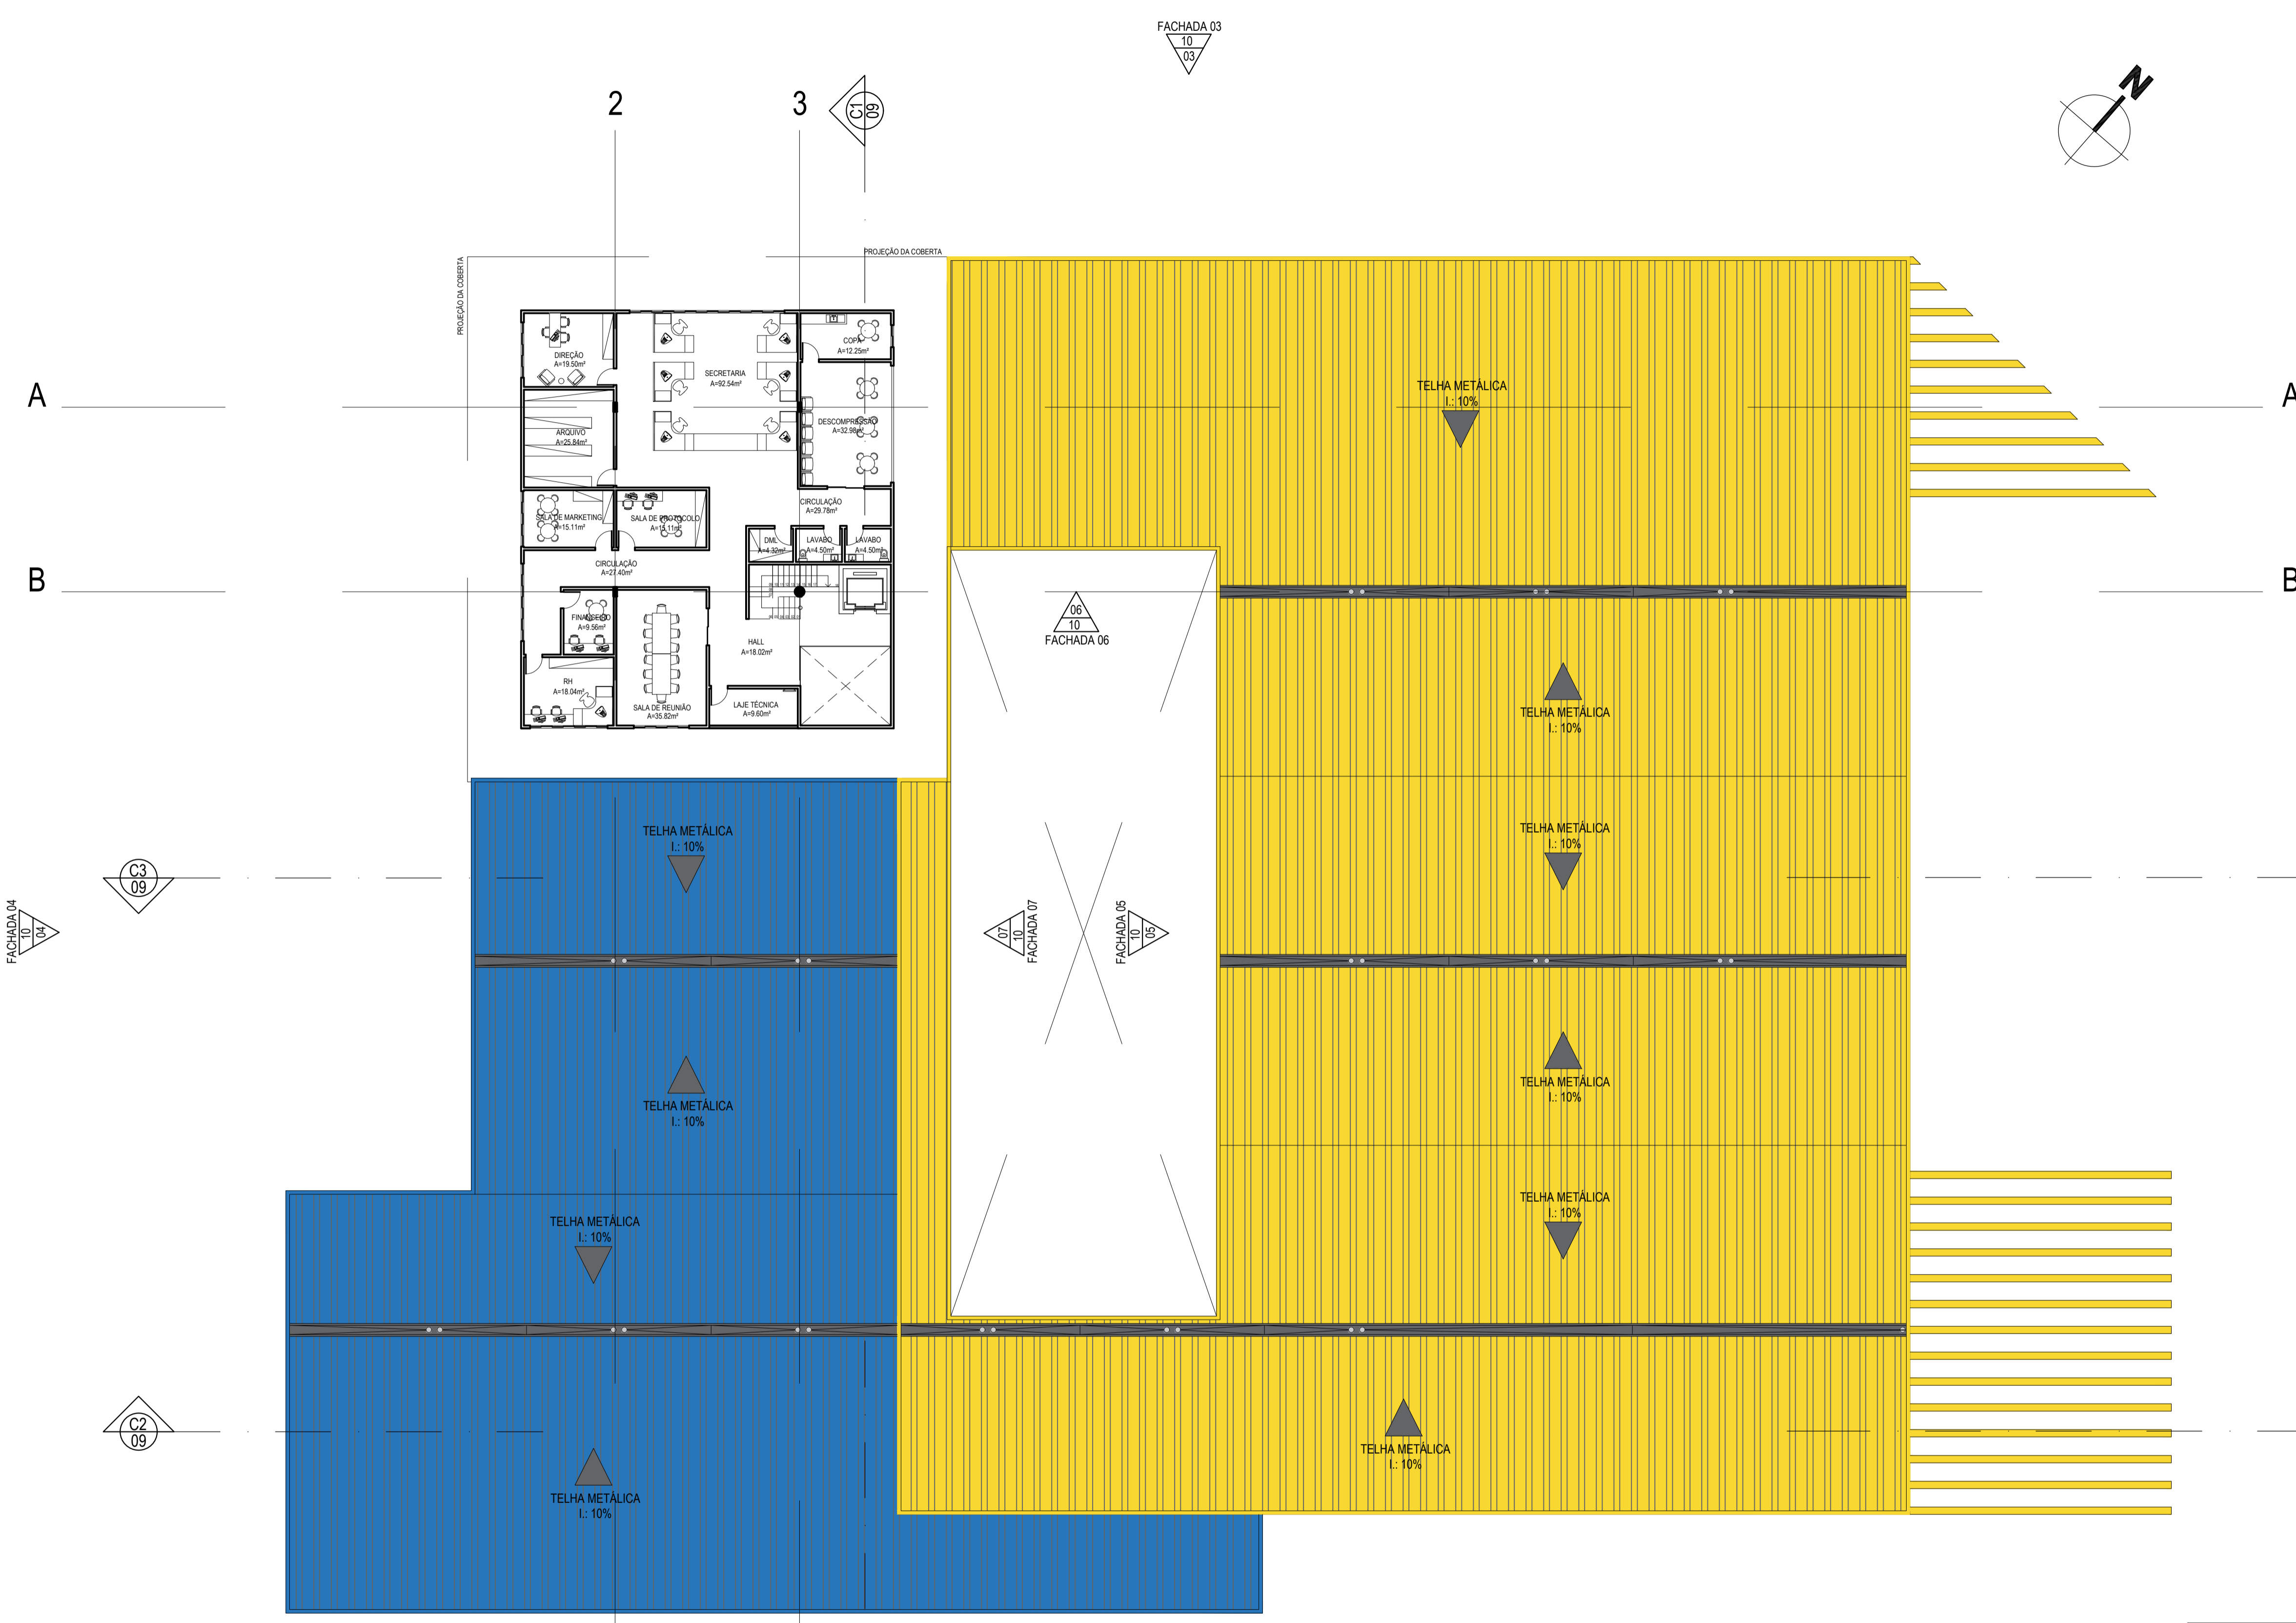 FACHADA 03
10
03
N
2
3
C1
09
PROJEÇÃO DA COBERTA
PROJEÇÃO DA COBERTA
DIREÇÃO
A=19.50m²
SECRETARIA
A=92.54m²
COPA
A=12.25m²
TELHA METÁLICA
I.: 10%
A
A
ARQUIVO
A=25.84m²
DESCOMPRESSÃO
A=32.98m²
CIRCULAÇÃO
A=29.78m²
SALA DE MARKETING
A=15.11m²
SALA DE PROTOCOLO
A=15.11m²
DML
A=4.32m²
LAVABO
A=4.50m²
LAVABO
A=4.50m²
CIRCULAÇÃO
A=27.40m²
B
B
FINANCEIRO
A=9.56m²
06
10
FACHADA 06
HALL
A=18.02m²
RH
A=18.04m²
SALA DE REUNIÃO
A=35.82m²
LAJE TÉCNICA
A=9.60m²
TELHA METÁLICA
I.: 10%
TELHA METÁLICA
I.: 10%
TELHA METÁLICA
I.: 10%
C3
09
FACHADA 04
10
04
07
10
FACHADA 07
FACHADA 05
10
05
TELHA METÁLICA
I.: 10%
TELHA METÁLICA
I.: 10%
TELHA METÁLICA
I.: 10%
TELHA METÁLICA
I.: 10%
C2
09
TELHA METÁLICA
I.: 10%
TELHA METÁLICA
I.: 10%